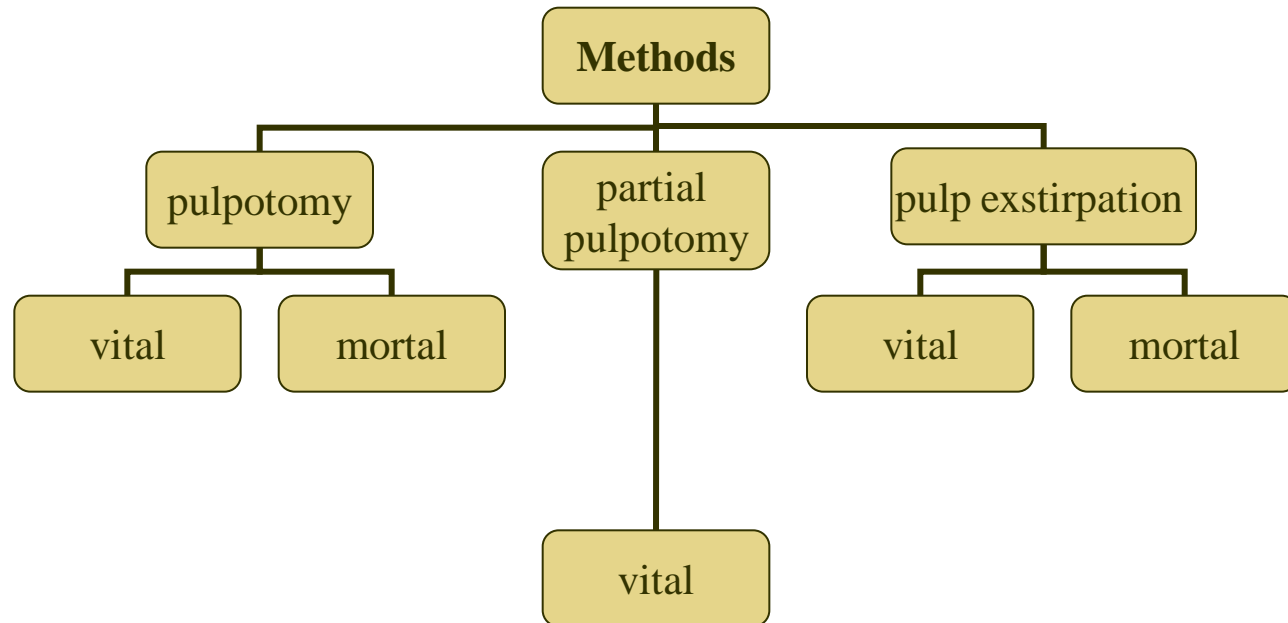 Methods
pulpotomy
partial
pulpotomy
pulp exstirpation
vital
mortal
vital
mortal
vital